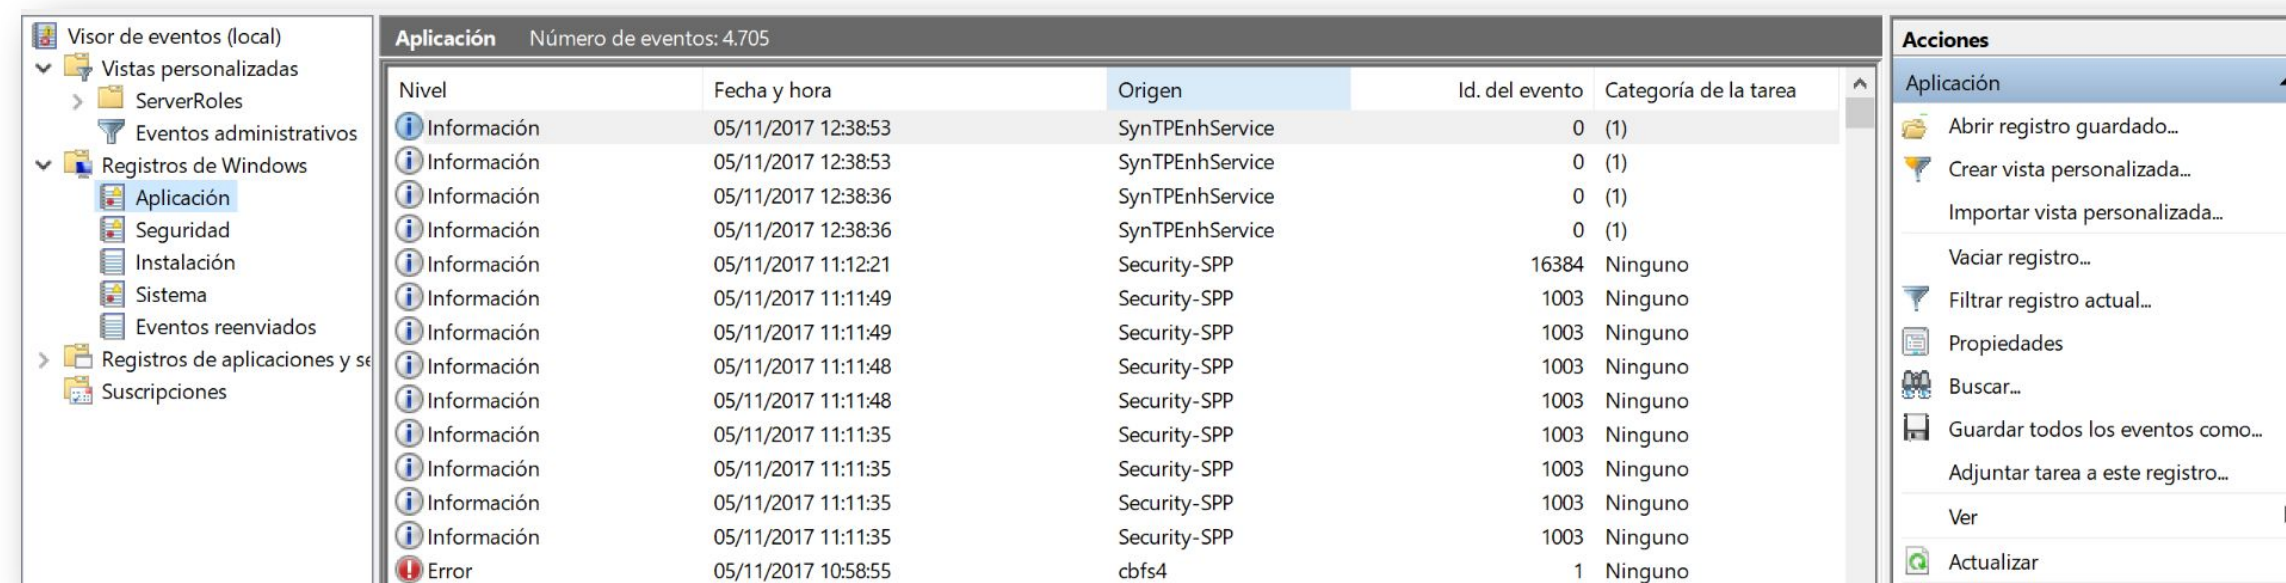 Visor de eventos (local)
Vistas personalizadas
ServerRoles
Eventos administrativos
Registros de Windows
Aplicación
Seguridad
Instalación
Sistema
Eventos reenviados
Registros de aplicaciones y se
Suscripciones
Aplicación Número de eventos: 4.705
Nivel Fecha y hora Origen Id. del evento Categoría de la tarea
Información 05/11/2017 12:38:53 SynTPEnhService 0 (1)
Información 05/11/2017 12:38:53 SynTPEnhService 0 (1)
Información 05/11/2017 12:38:36 SynTPEnhService 0 (1)
Información 05/11/2017 12:38:36 SynTPEnhService 0 (1)
Información 05/11/2017 11:12:21 Security-SPP 16384 Ninguno
Información 05/11/2017 11:11:49 Security-SPP 1003 Ninguno
Información 05/11/2017 11:11:49 Security-SPP 1003 Ninguno
Información 05/11/2017 11:11:48 Security-SPP 1003 Ninguno
Información 05/11/2017 11:11:48 Security-SPP 1003 Ninguno
Información 05/11/2017 11:11:35 Security-SPP 1003 Ninguno
Información 05/11/2017 11:11:35 Security-SPP 1003 Ninguno
Información 05/11/2017 11:11:35 Security-SPP 1003 Ninguno
Información 05/11/2017 11:11:35 Security-SPP 1003 Ninguno
Error 05/11/2017 10:58:55 cbfs4 1 Ninguno
Acciones
Aplicación
Abrir registro guardado...
Crear vista personalizada...
Importar vista personalizada...
Vaciar registro...
Filtrar registro actual...
Propiedades
Buscar...
Guardar todos los eventos como...
Adjuntar tarea a este registro...
Ver
Actualizar